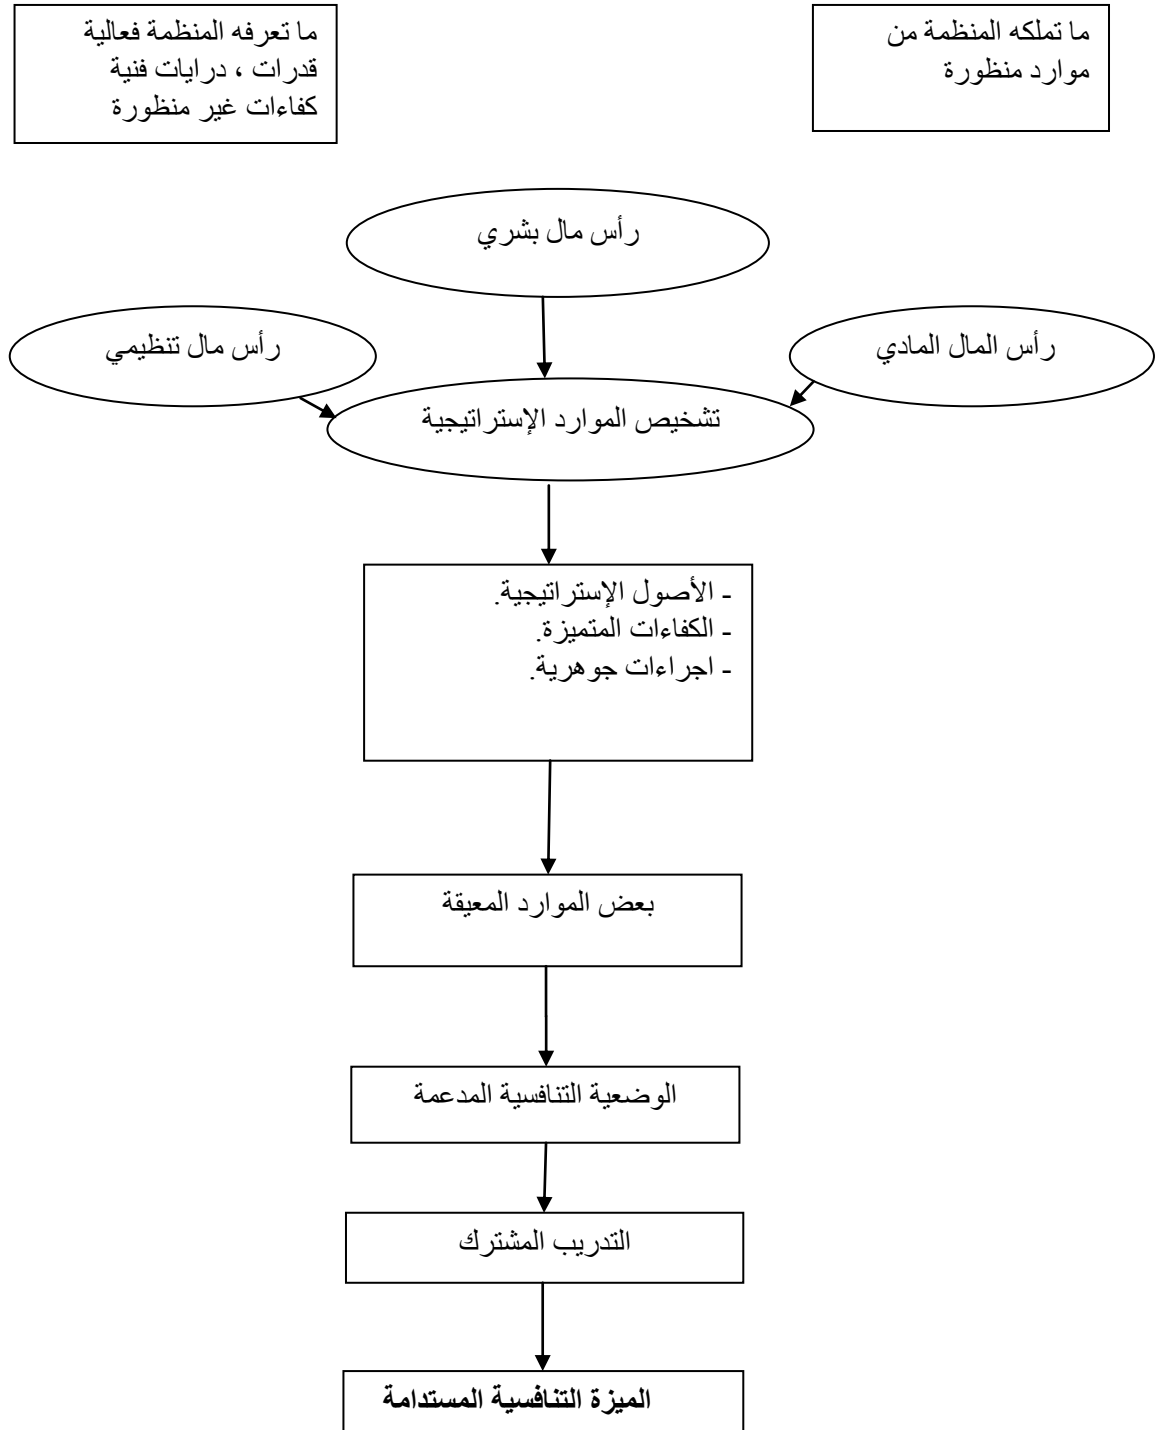 ما تملكه المنظمة من
موارد منظورة
ما تعرفه المنظمة فعالية
قدرات ، درايات فنية
كفاءات غير منظورة
رأس مال بشري
رأس المال المادي
رأس مال تنظيمي
تشخيص الموارد الإستراتيجية
- الأصول الإستراتيجية.
- الكفاءات المتميزة.
- اجراءات جوهرية.
بعض الموارد المعيقة
الوضعية التنافسية المدعمة
التدريب المشترك
الميزة التنافسية المستدامة